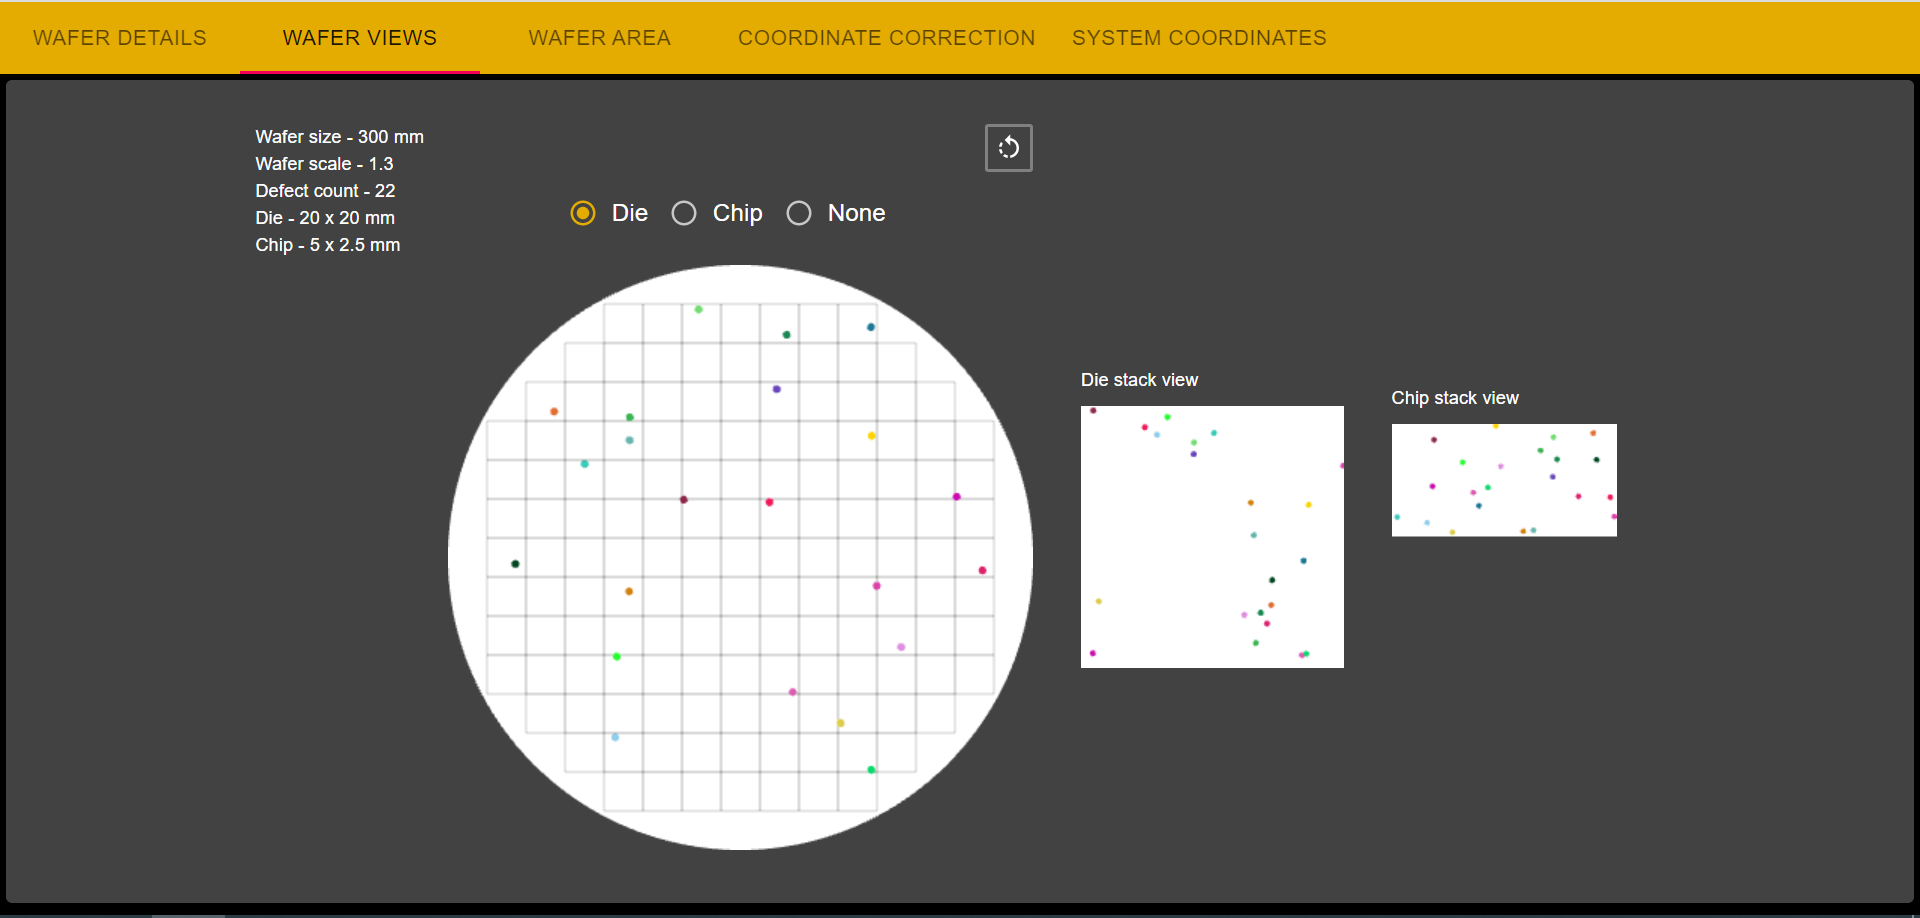 WAFER DETAILS
WAFER VIEWS
WAFER AREA
COORDINATE CORRECTION
SYSTEM COORDINATES
Wafer size - 300 mm
Wafer scale - 1.3
Defect count - 22
Die - 20 x 20 mm
Chip - 5 x 2.5 mm
Die
Chip
None
Die stack view
Chip stack view